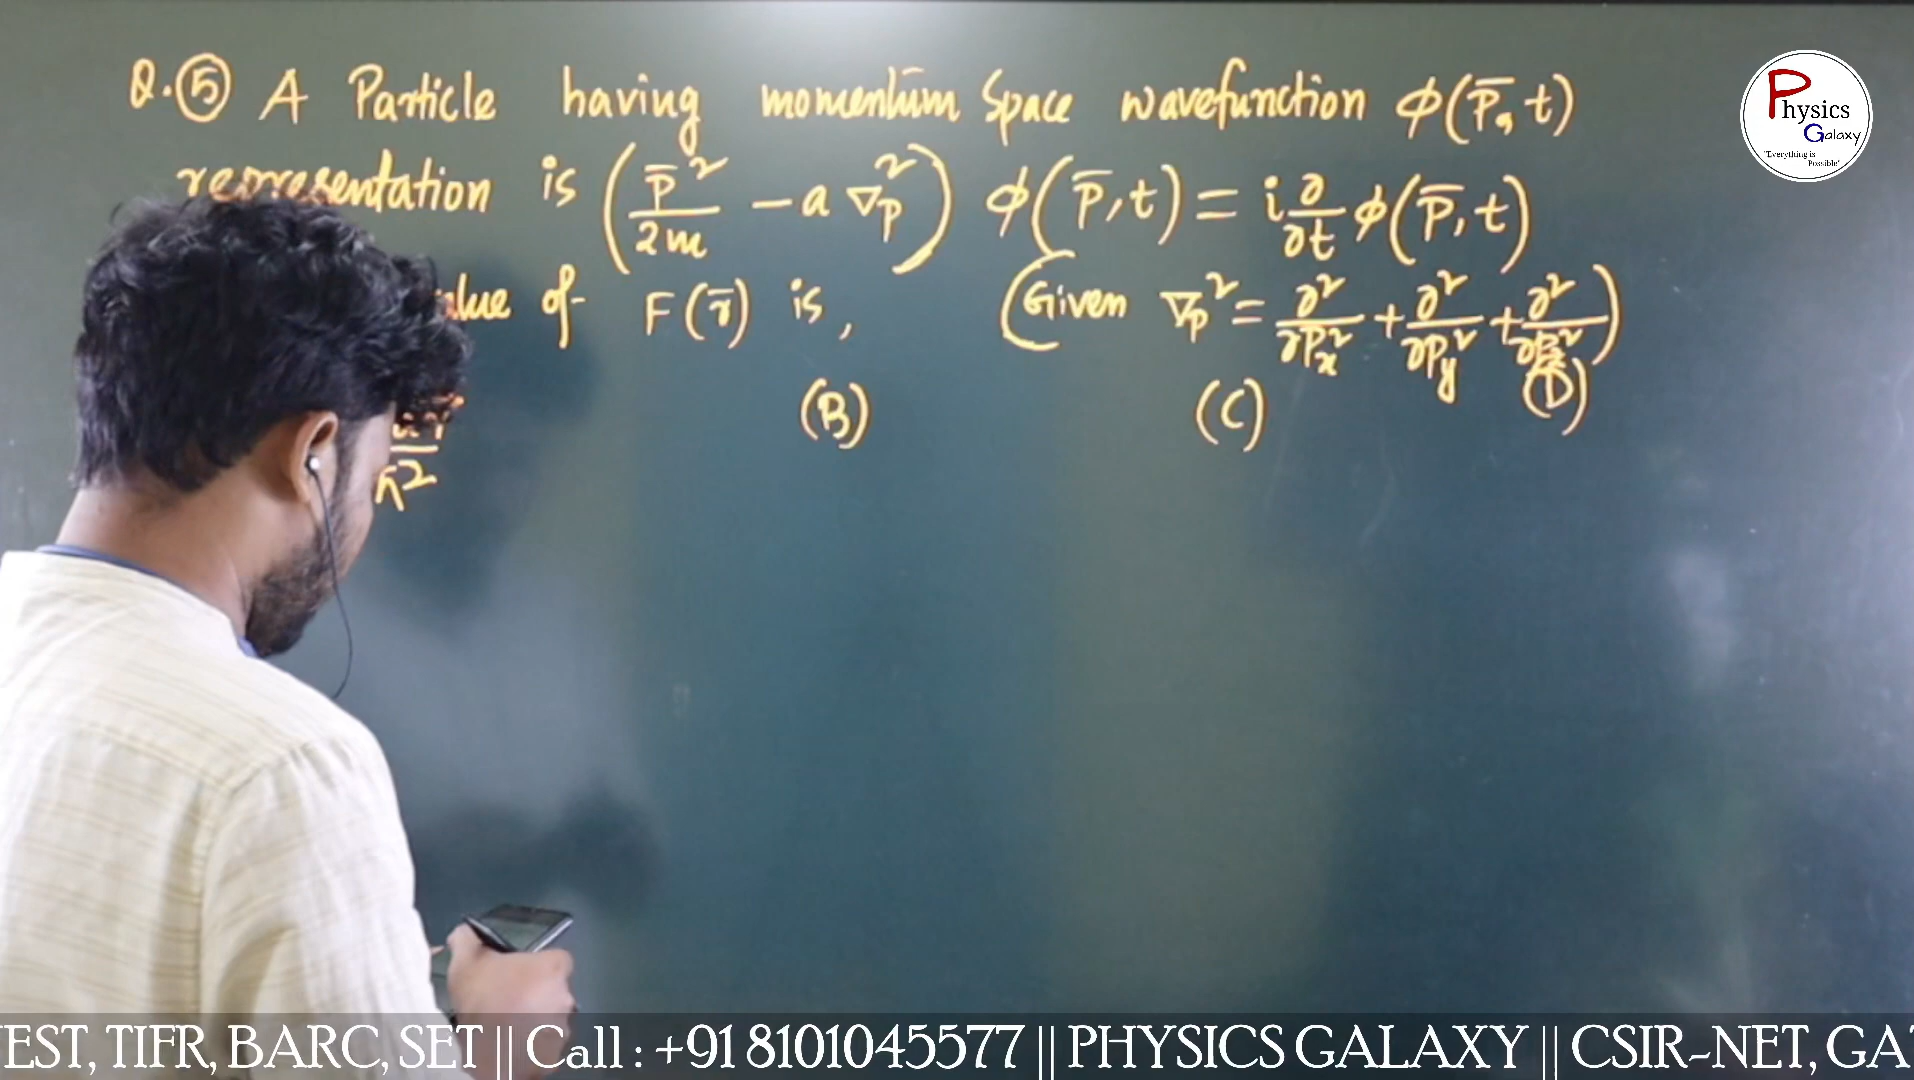 Q.⑤ A Particle having momentum Space wavefunction ϕ(p̄, t)
representation is (p̄²/2m − a ∇p²) ϕ(p̄, t) = i ∂/∂t ϕ(p̄, t)
of F(r̄) is, (Given ∇p² = ∂²/∂Px² + ∂²/∂Py² + ∂²/∂Pz²)
(B) (C) (D)
Physics
Galaxy
"Everything is
Possible"
EST, TIFR, BARC, SET || Call : +91 8101045577 || PHYSICS GALAXY || CSIR-NET, GA